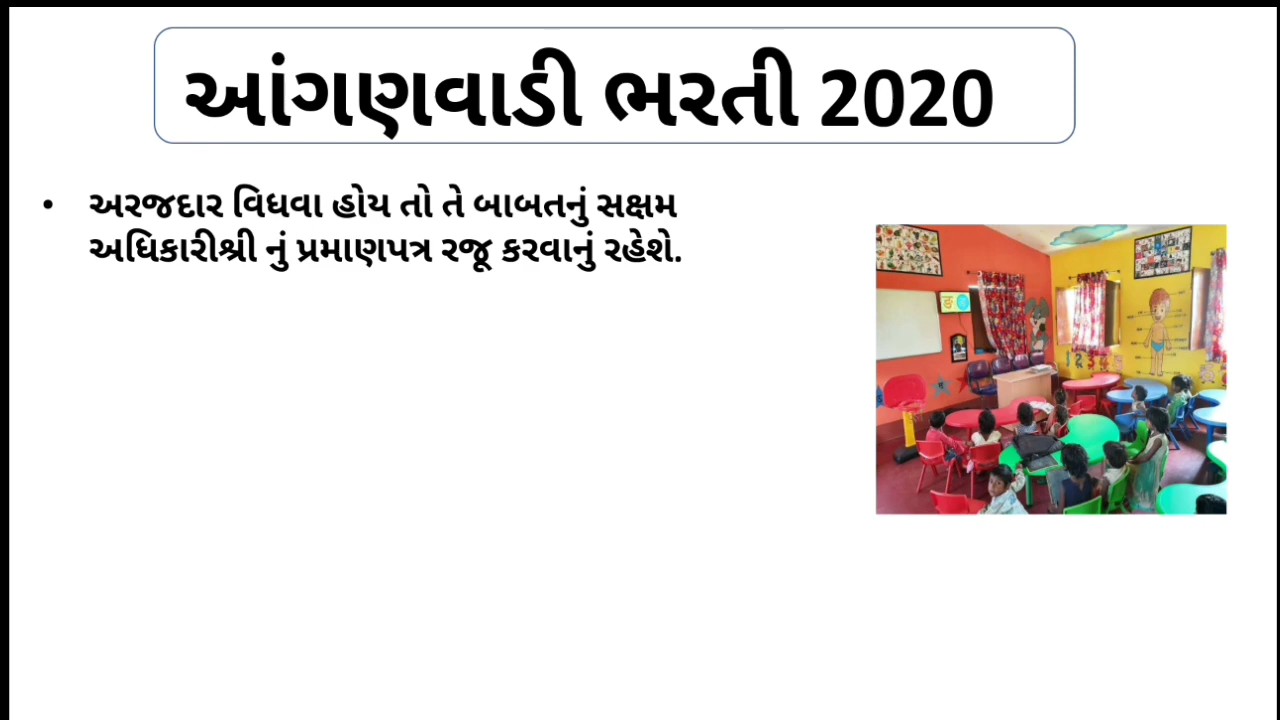 આંગણવાડી ભરતી 2020
• અરજદાર વિધવા હોય તો તે બાબતનું સક્ષમ
અધિકારીશ્રી નું પ્રમાણપત્ર રજૂ કરવાનું રહેશે.